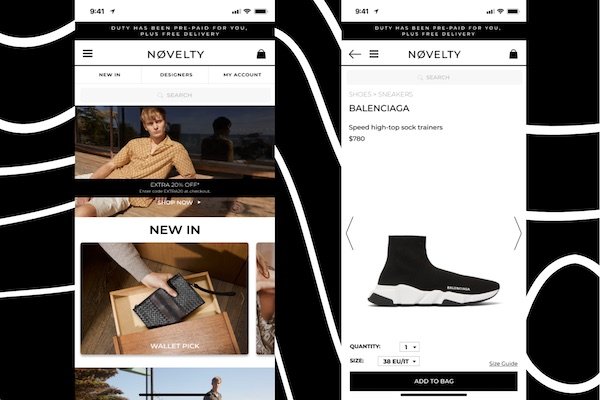 9:41
DUTY HAS BEEN PRE-PAID FOR YOU,
PLUS FREE DELIVERY
NØVELTY
NEW IN DESIGNERS MY ACCOUNT
SEARCH
EXTRA 20% OFF*
Enter code EXTRA20 at checkout.
SHOP NOW
NEW IN
WALLET PICK
9:41
DUTY HAS BEEN PRE-PAID FOR YOU,
PLUS FREE DELIVERY
NØVELTY
SEARCH
SHOES > SNEAKERS
BALENCIAGA
Speed high-top sock trainers
$780
BALENCIAGA
QUANTITY: 1
SIZE: 38 EU/IT
Size Guide
ADD TO BAG